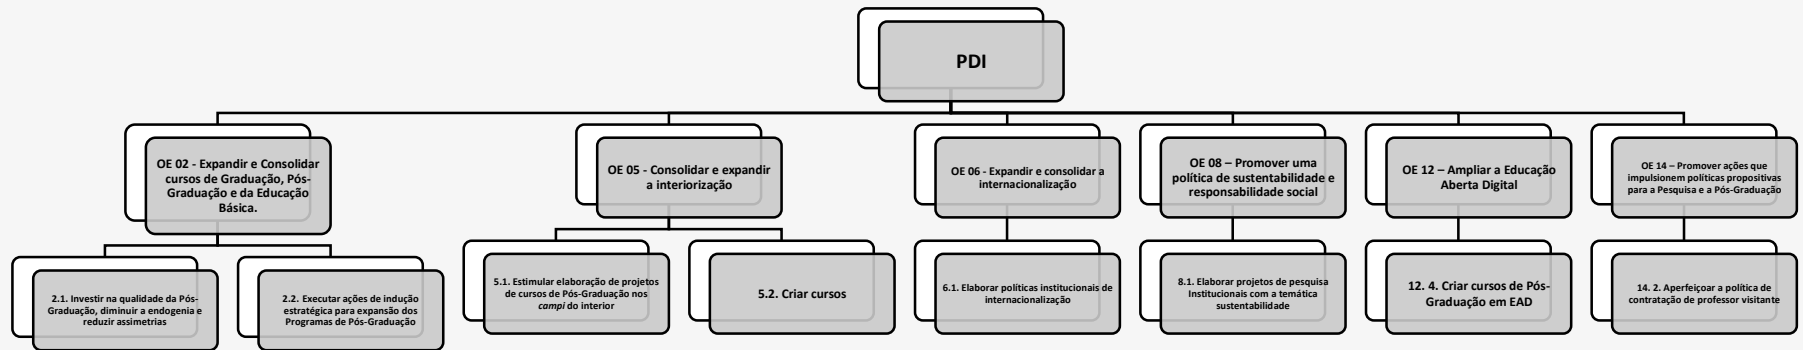 PDI
OE 02 - Expandir e Consolidar
cursos de Graduação, Pós-
Graduação e da Educação
Básica.
OE 05 - Consolidar e expandir
a interiorização
OE 06 - Expandir e consolidar a
internacionalização
OE 08 – Promover uma
política de sustentabilidade e
responsabilidade social
OE 12 – Ampliar a Educação
Aberta Digital
OE 14 – Promover ações que
impulsionem políticas propositivas
para a Pesquisa e a Pós-Graduação
2.1. Investir na qualidade da Pós-
Graduação, diminuir a endogenia e
reduzir assimetrias
2.2. Executar ações de indução
estratégica para expansão dos
Programas de Pós-Graduação
5.1. Estimular elaboração de projetos
de cursos de Pós-Graduação nos
campi do interior
5.2. Criar cursos
6.1. Elaborar políticas institucionais de
internacionalização
8.1. Elaborar projetos de pesquisa
Institucionais com a temática
sustentabilidade
12. 4. Criar cursos de Pós-
Graduação em EAD
14. 2. Aperfeiçoar a política de
contratação de professor visitante